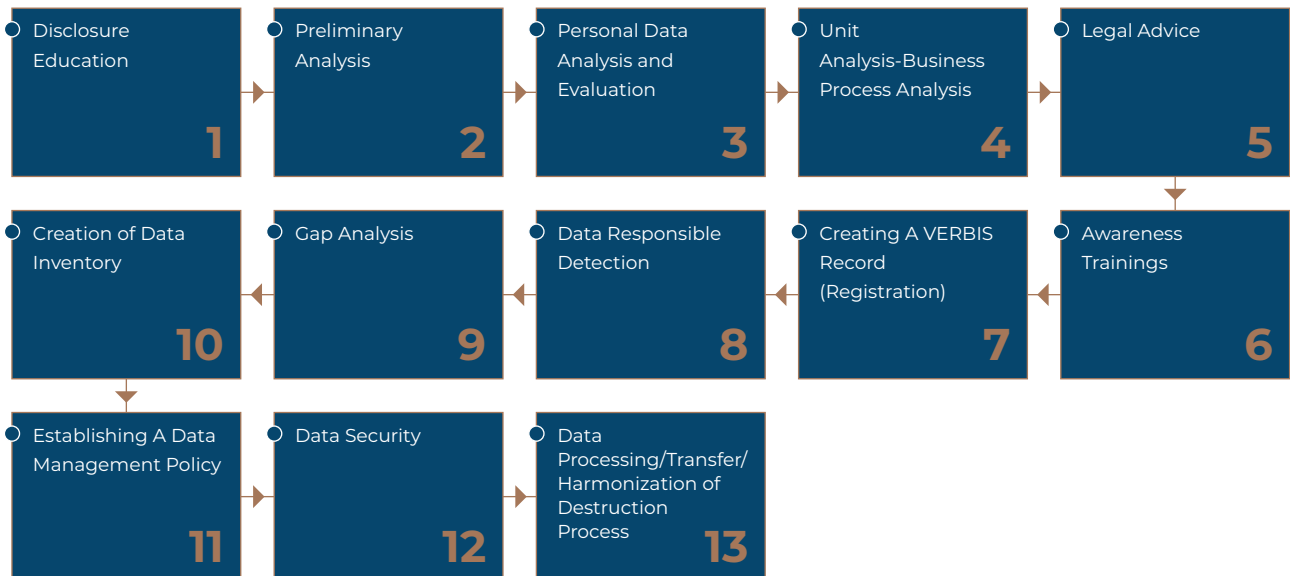 Disclosure
Education
1
Preliminary
Analysis
2
Personal Data
Analysis and
Evaluation
3
Unit
Analysis-Business
Process Analysis
4
Legal Advice
5
Awareness
Trainings
6
Creating A VERBIS
Record
(Registration)
7
Data Responsible
Detection
8
Gap Analysis
9
Creation of Data
Inventory
10
Establishing A Data
Management Policy
11
Data Security
12
Data
Processing/Transfer/
Harmonization of
Destruction
Process
13